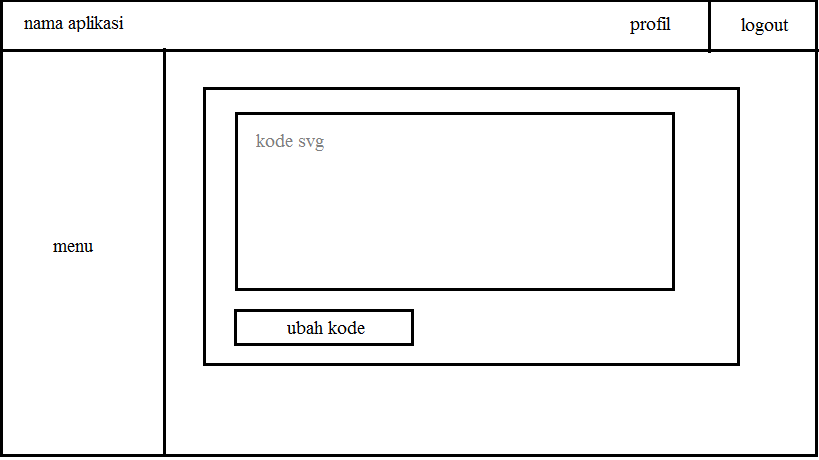 nama aplikasi
profil
logout
menu
kode svg
ubah kode